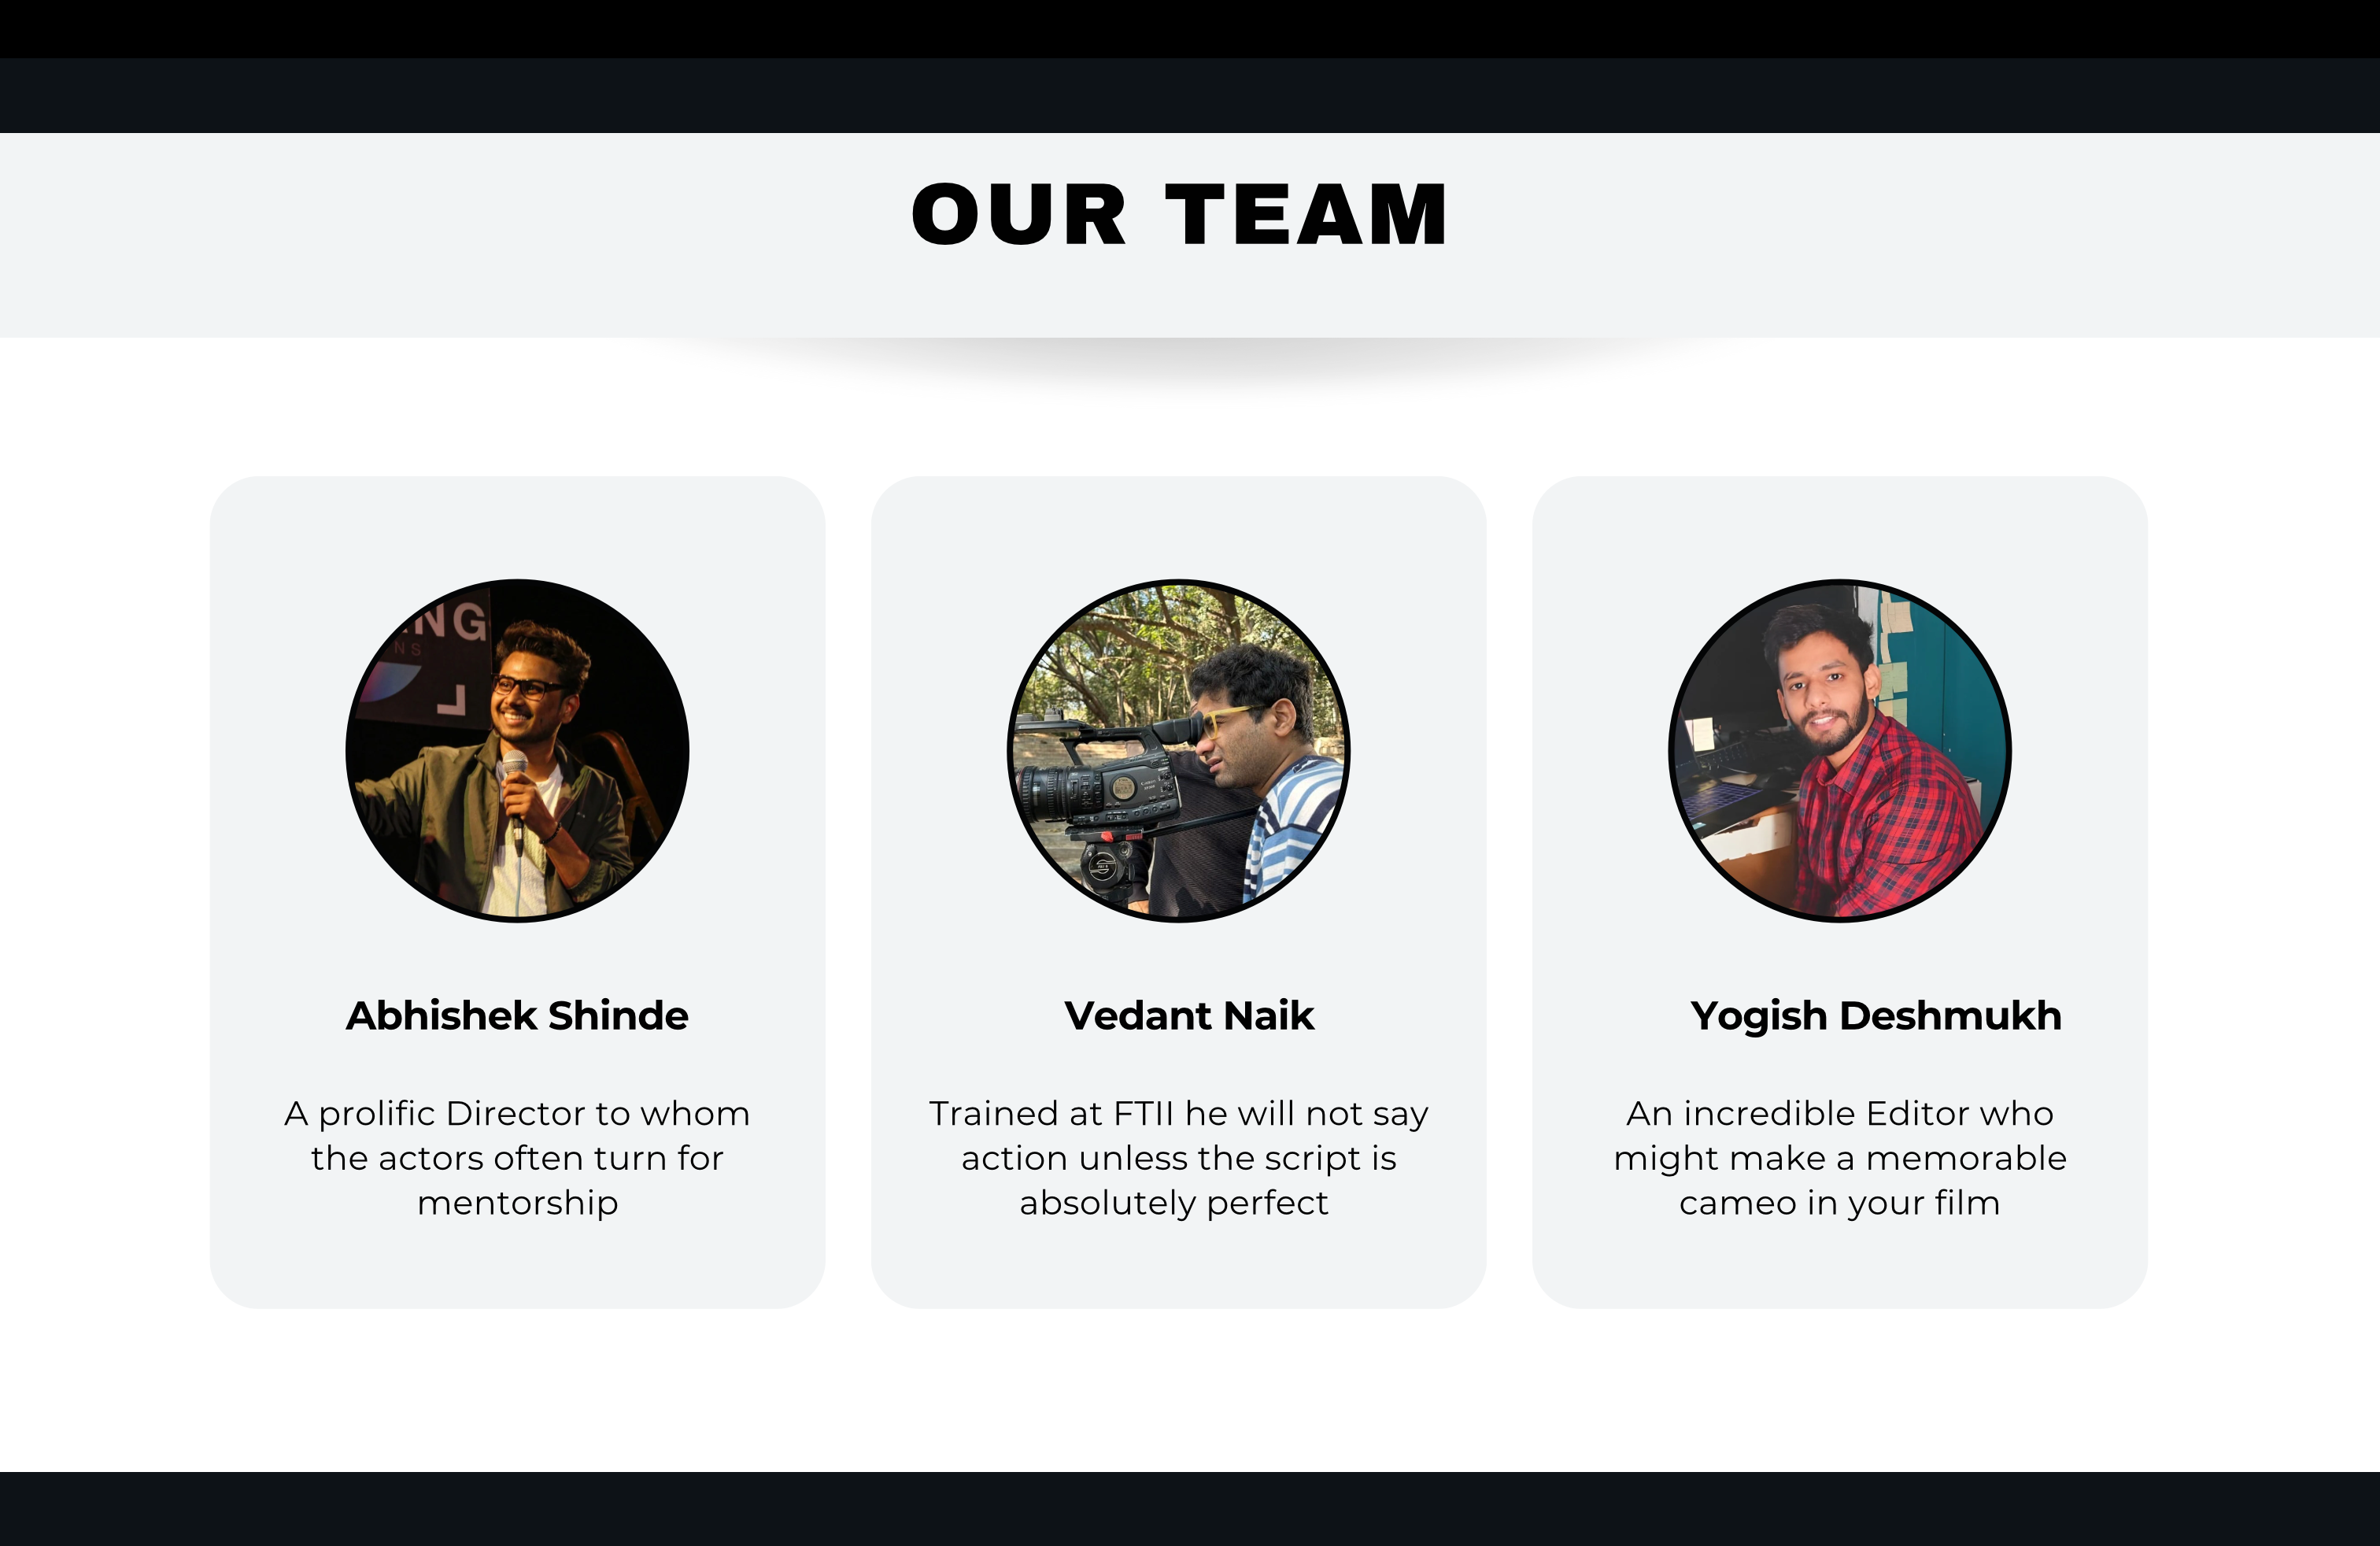 OUR TEAM
NG
NS
Abhishek Shinde
A prolific Director to whom
the actors often turn for
mentorship
Vedant Naik
Trained at FTII he will not say
action unless the script is
absolutely perfect
Yogish Deshmukh
An incredible Editor who
might make a memorable
cameo in your film